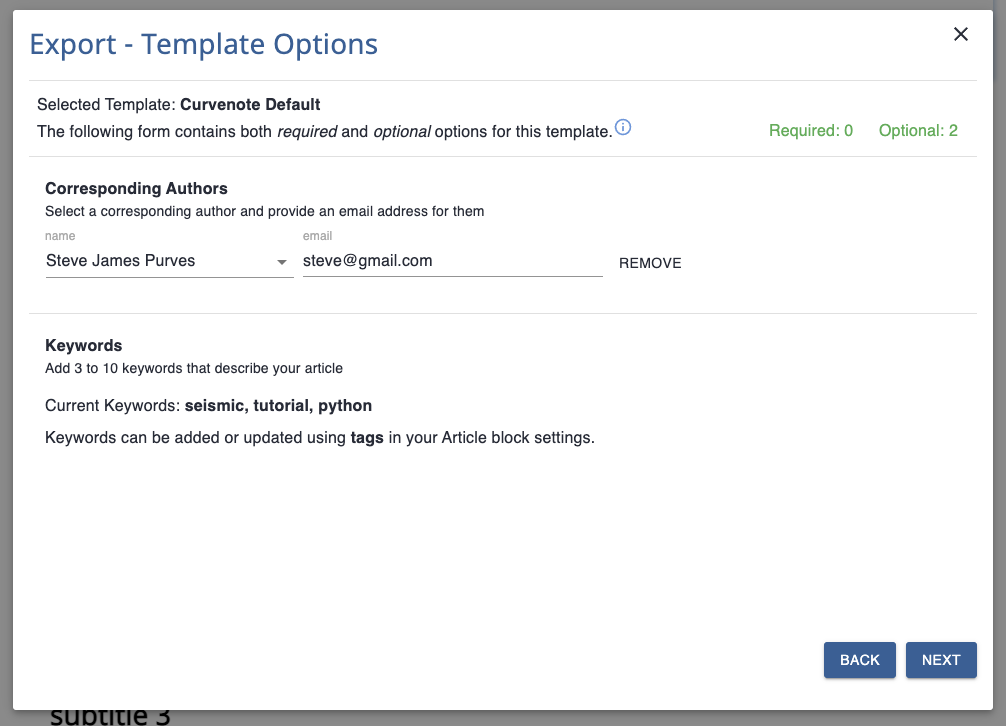 Export - Template Options
Selected Template: Curvenote Default
The following form contains both required and optional options for this template.
Required: 0 Optional: 2
Corresponding Authors
Select a corresponding author and provide an email address for them
name email
Steve James Purves steve@gmail.com REMOVE
Keywords
Add 3 to 10 keywords that describe your article
Current Keywords: seismic, tutorial, python
Keywords can be added or updated using tags in your Article block settings.
BACK NEXT
subtitle 3